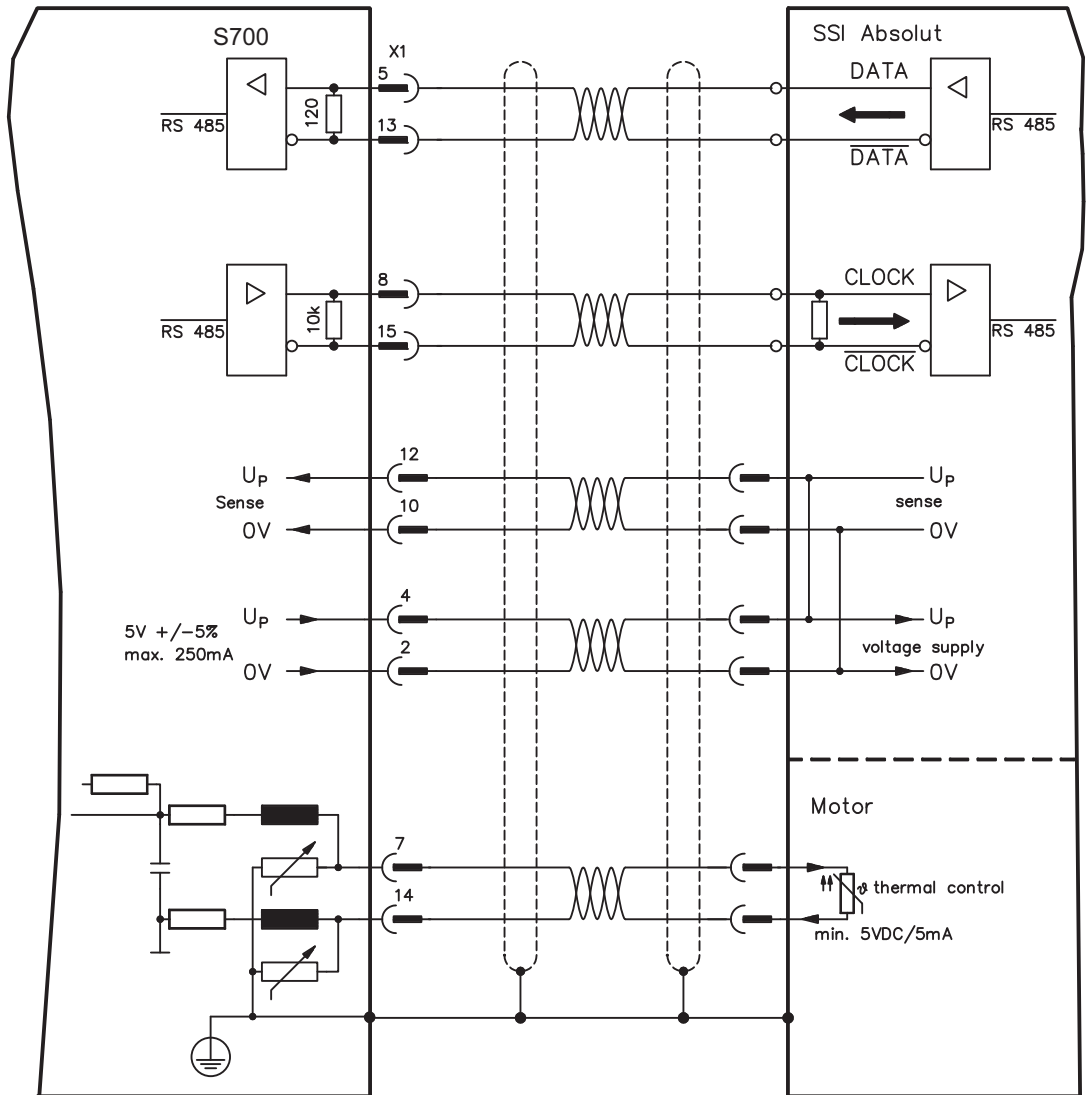 S700
X1
SSI Absolut
5
DATA
120
RS 485
RS 485
13
DATA
8
CLOCK
10k
RS 485
RS 485
15
CLOCK
12
UP
UP
Sense
sense
10
0V
0V
4
UP
UP
5V +/-5%
max. 250mA
voltage supply
2
0V
0V
Motor
7
ϑ thermal control
14
min. 5VDC/5mA